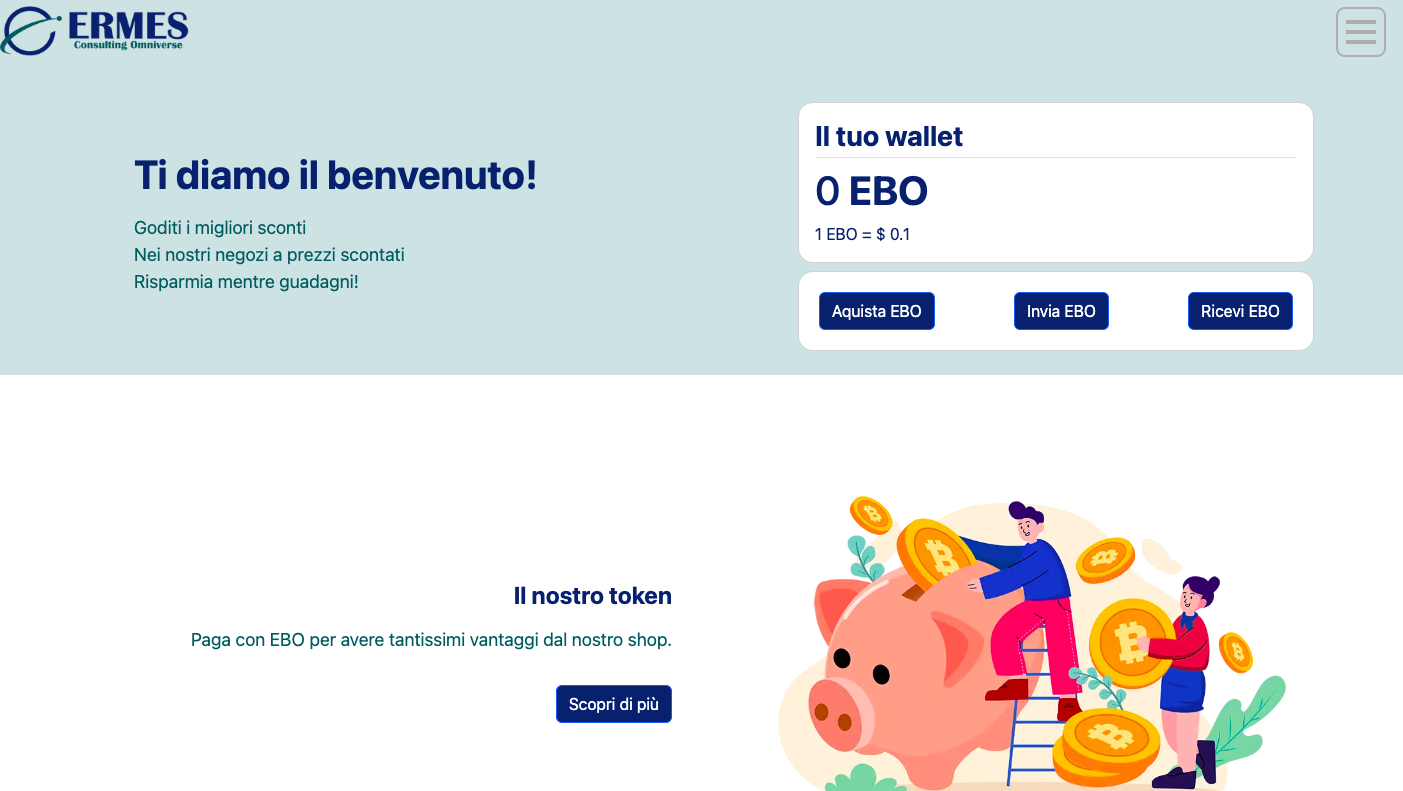 ERMES
Consulting Omniverse
Ti diamo il benvenuto!
Goditi i migliori sconti
Nei nostri negozi a prezzi scontati
Risparmia mentre guadagni!
Il tuo wallet
0 EBO
1 EBO = $ 0.1
Aquista EBO
Invia EBO
Ricevi EBO
Il nostro token
Paga con EBO per avere tantissimi vantaggi dal nostro shop.
Scopri di più